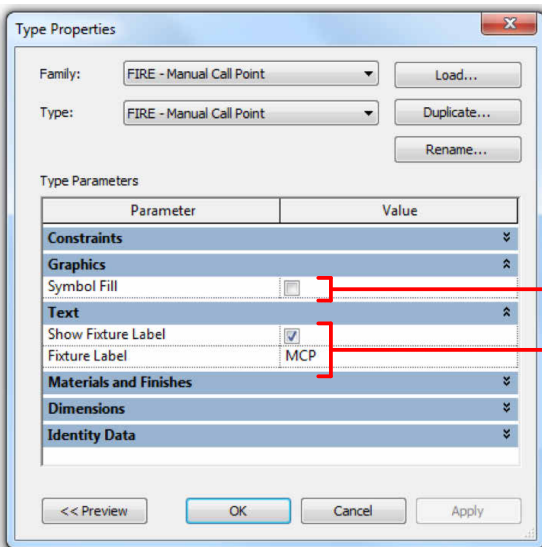 Type Properties
Family: FIRE - Manual Call Point Load...
Type: FIRE - Manual Call Point Duplicate...
Rename...
Type Parameters
Parameter Value
Constraints
Graphics
Symbol Fill
Text
Show Fixture Label
Fixture Label MCP
Materials and Finishes
Dimensions
Identity Data
<< Preview OK Cancel Apply